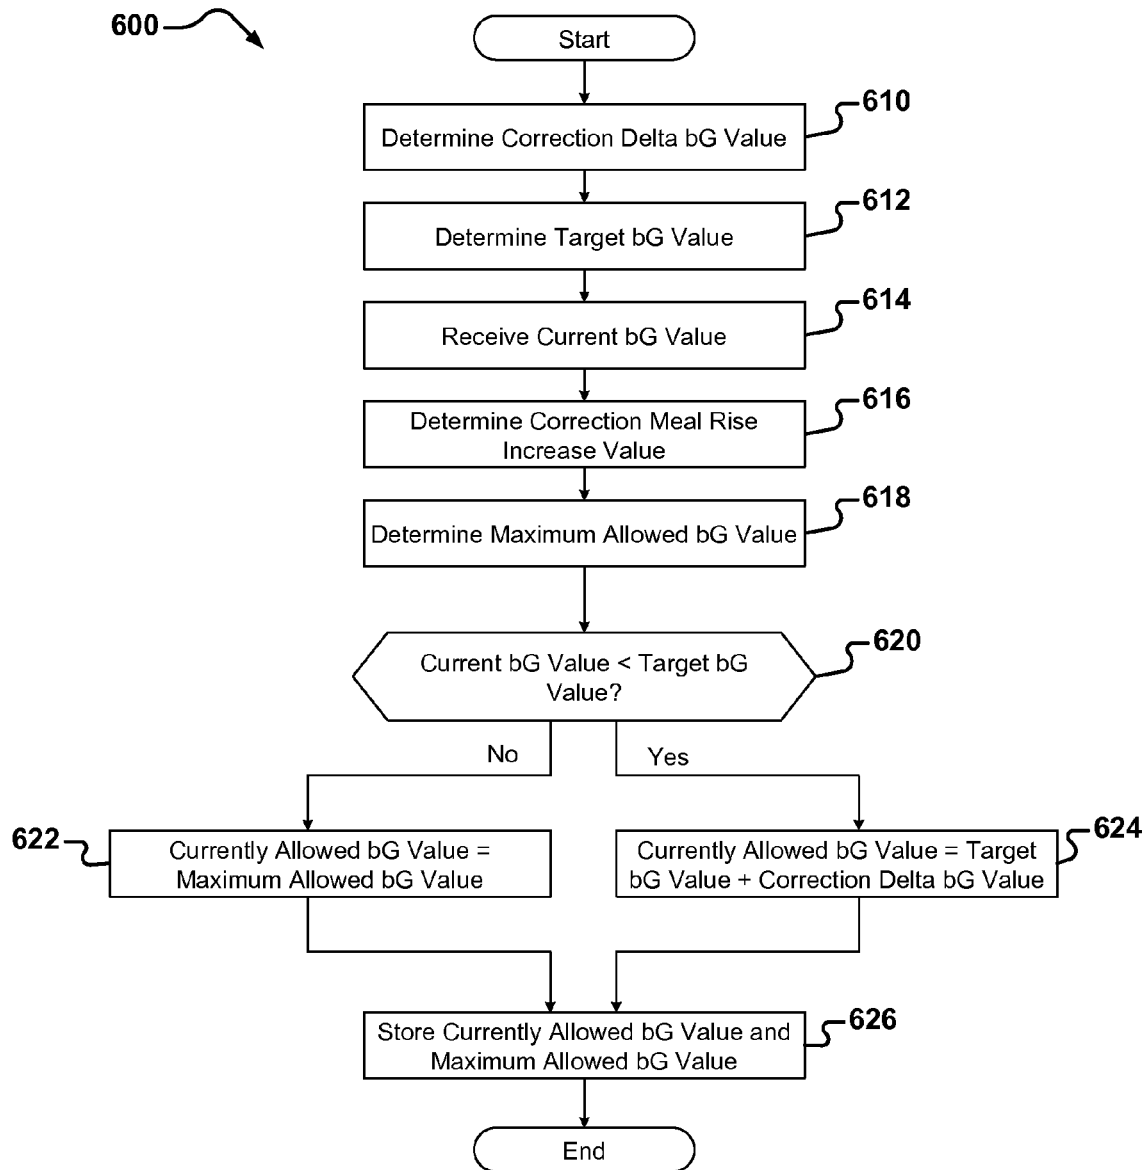 600
Start
Determine Correction Delta bG Value
610
Determine Target bG Value
612
Receive Current bG Value
614
Determine Correction Meal Rise
Increase Value
616
Determine Maximum Allowed bG Value
618
Current bG Value < Target bG
Value?
620
No
Yes
622
Currently Allowed bG Value =
Maximum Allowed bG Value
Currently Allowed bG Value = Target
bG Value + Correction Delta bG Value
624
Store Currently Allowed bG Value and
Maximum Allowed bG Value
626
End